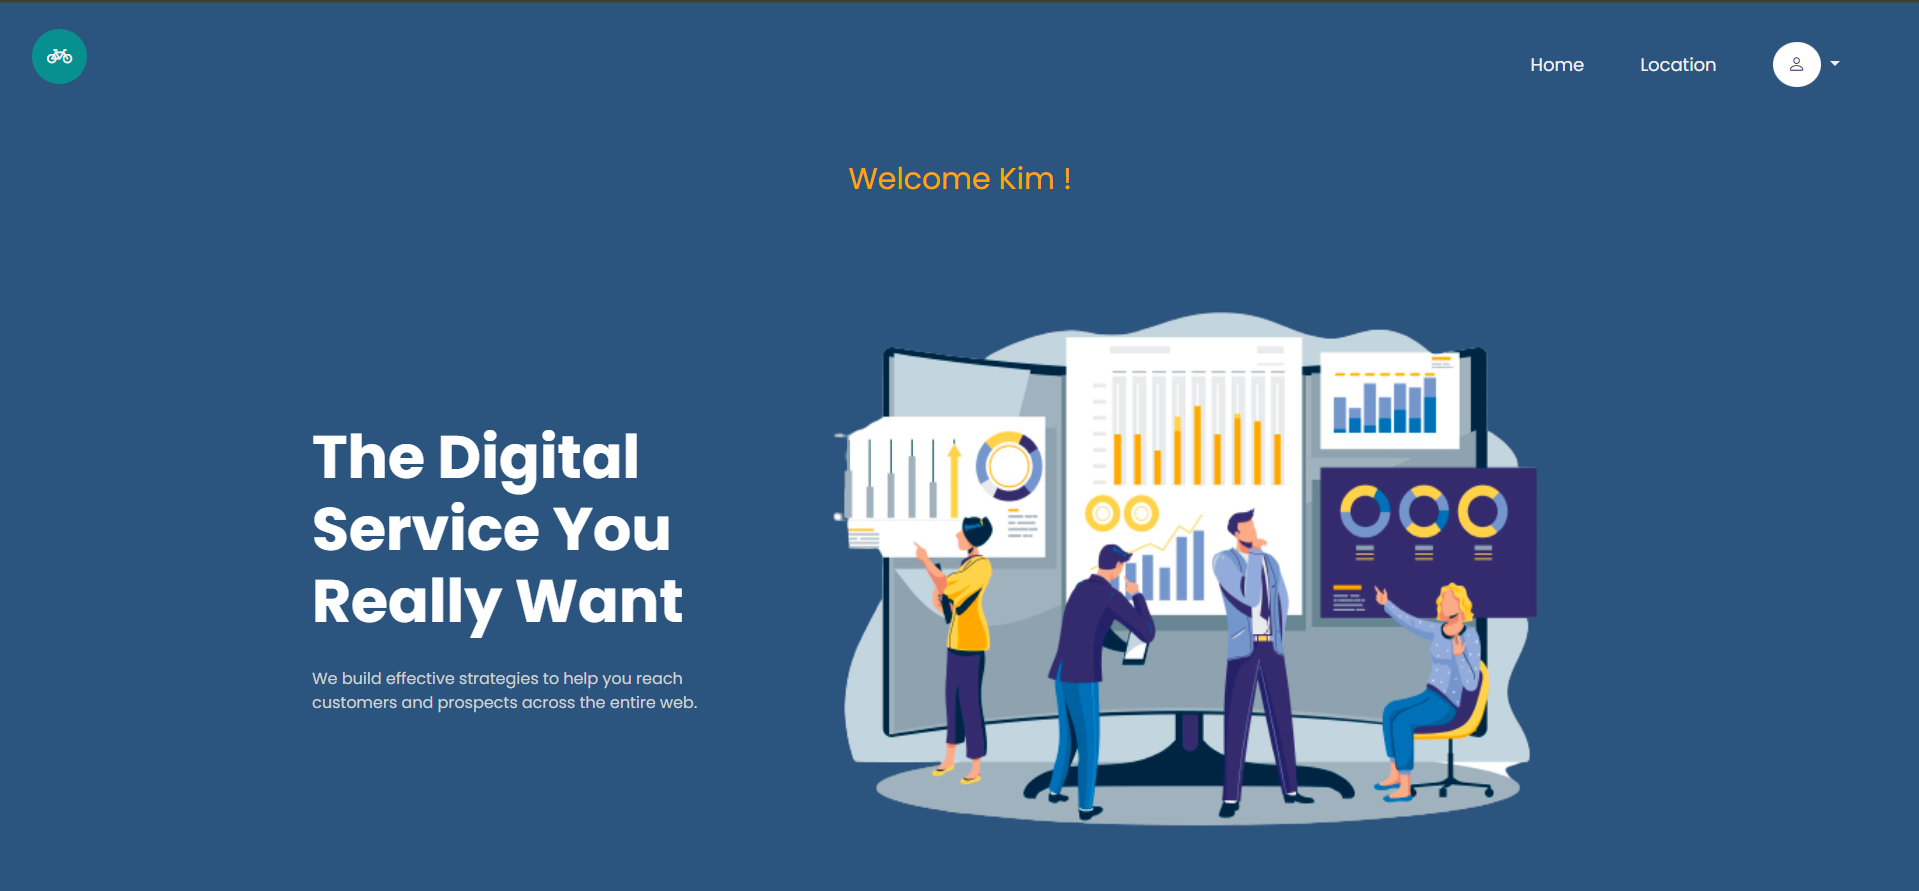 Home
Location
Welcome Kim !
The Digital
Service You
Really Want
We build effective strategies to help you reach
customers and prospects across the entire web.